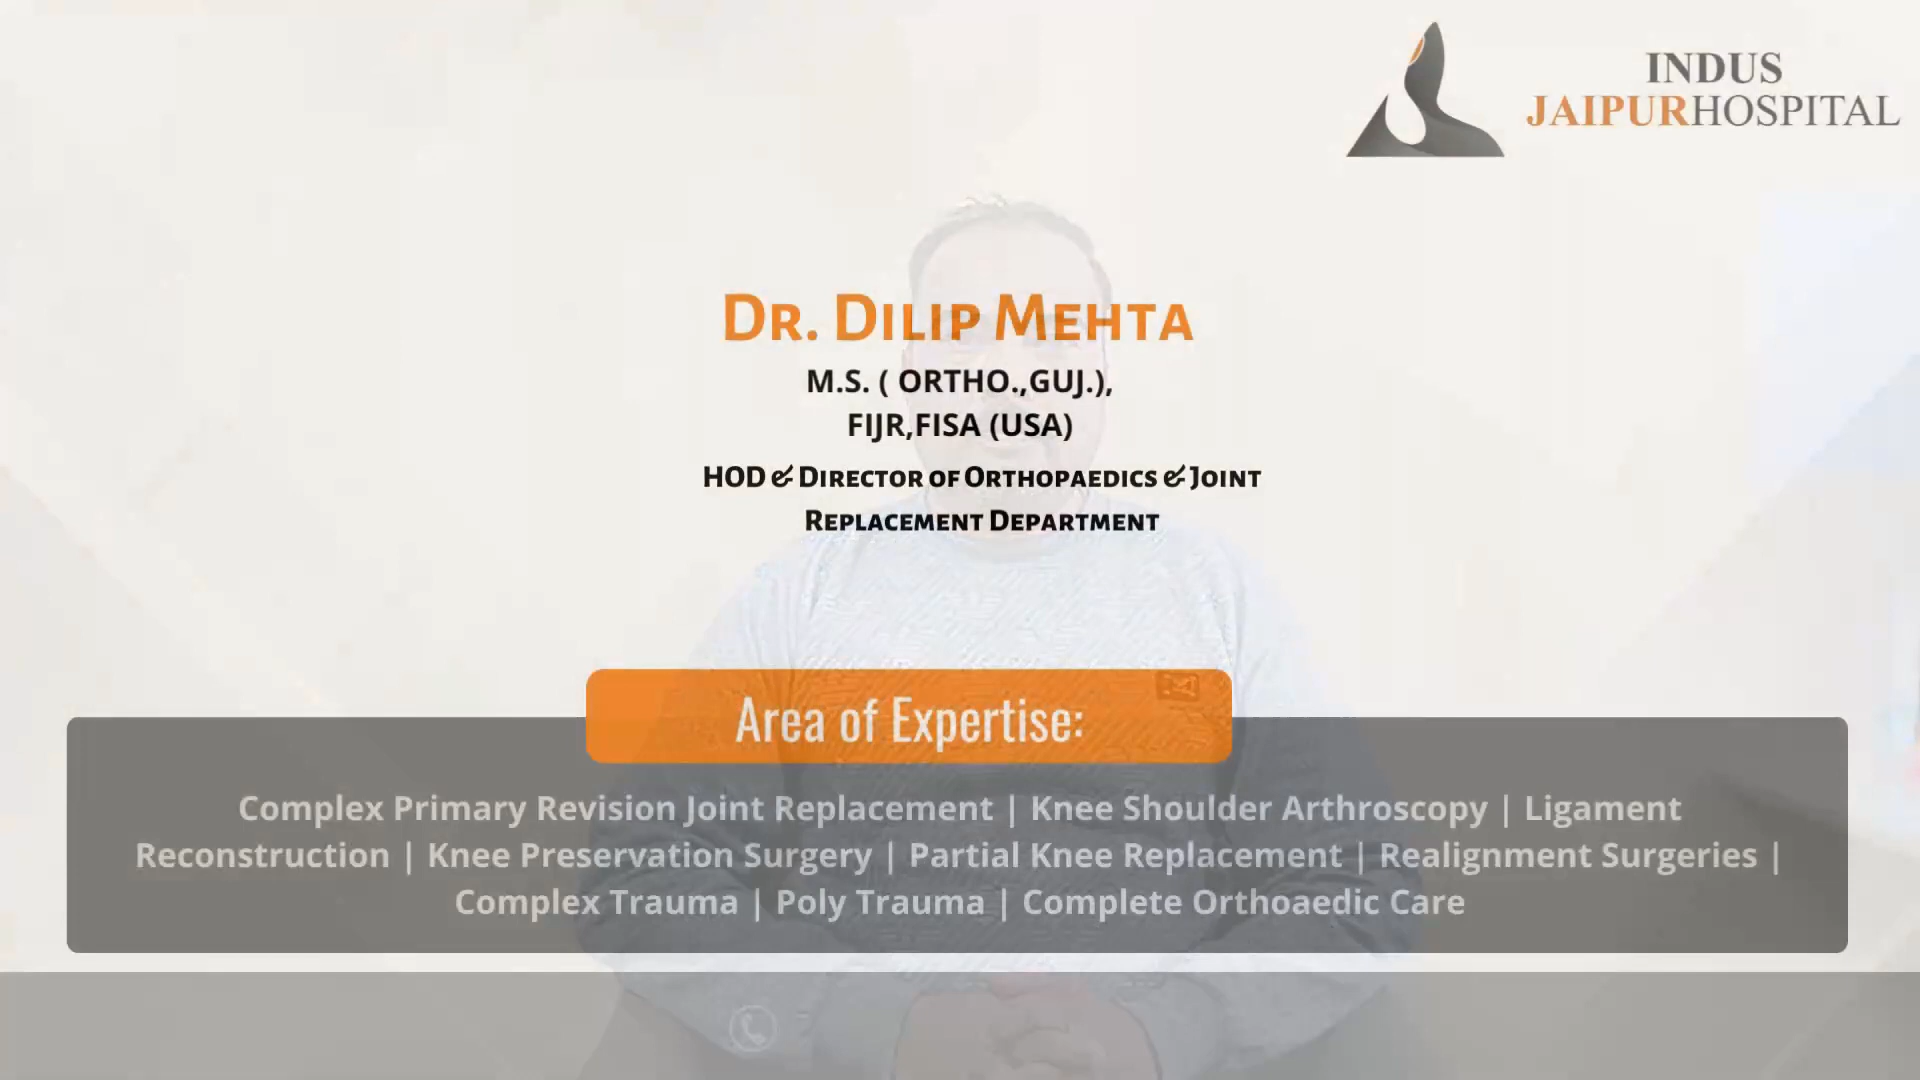 INDUS
JAIPURHOSPITAL
DR. DILIP MEHTA
M.S. ( ORTHO.,GUJ.),
FIJR,FISA (USA)
HOD & DIRECTOR OF ORTHOPAEDICS & JOINT
REPLACEMENT DEPARTMENT
Area of Expertise:
Complex Primary Revision Joint Replacement | Knee Shoulder Arthroscopy | Ligament
Reconstruction | Knee Preservation Surgery | Partial Knee Replacement | Realignment Surgeries |
Complex Trauma | Poly Trauma | Complete Orthoaedic Care